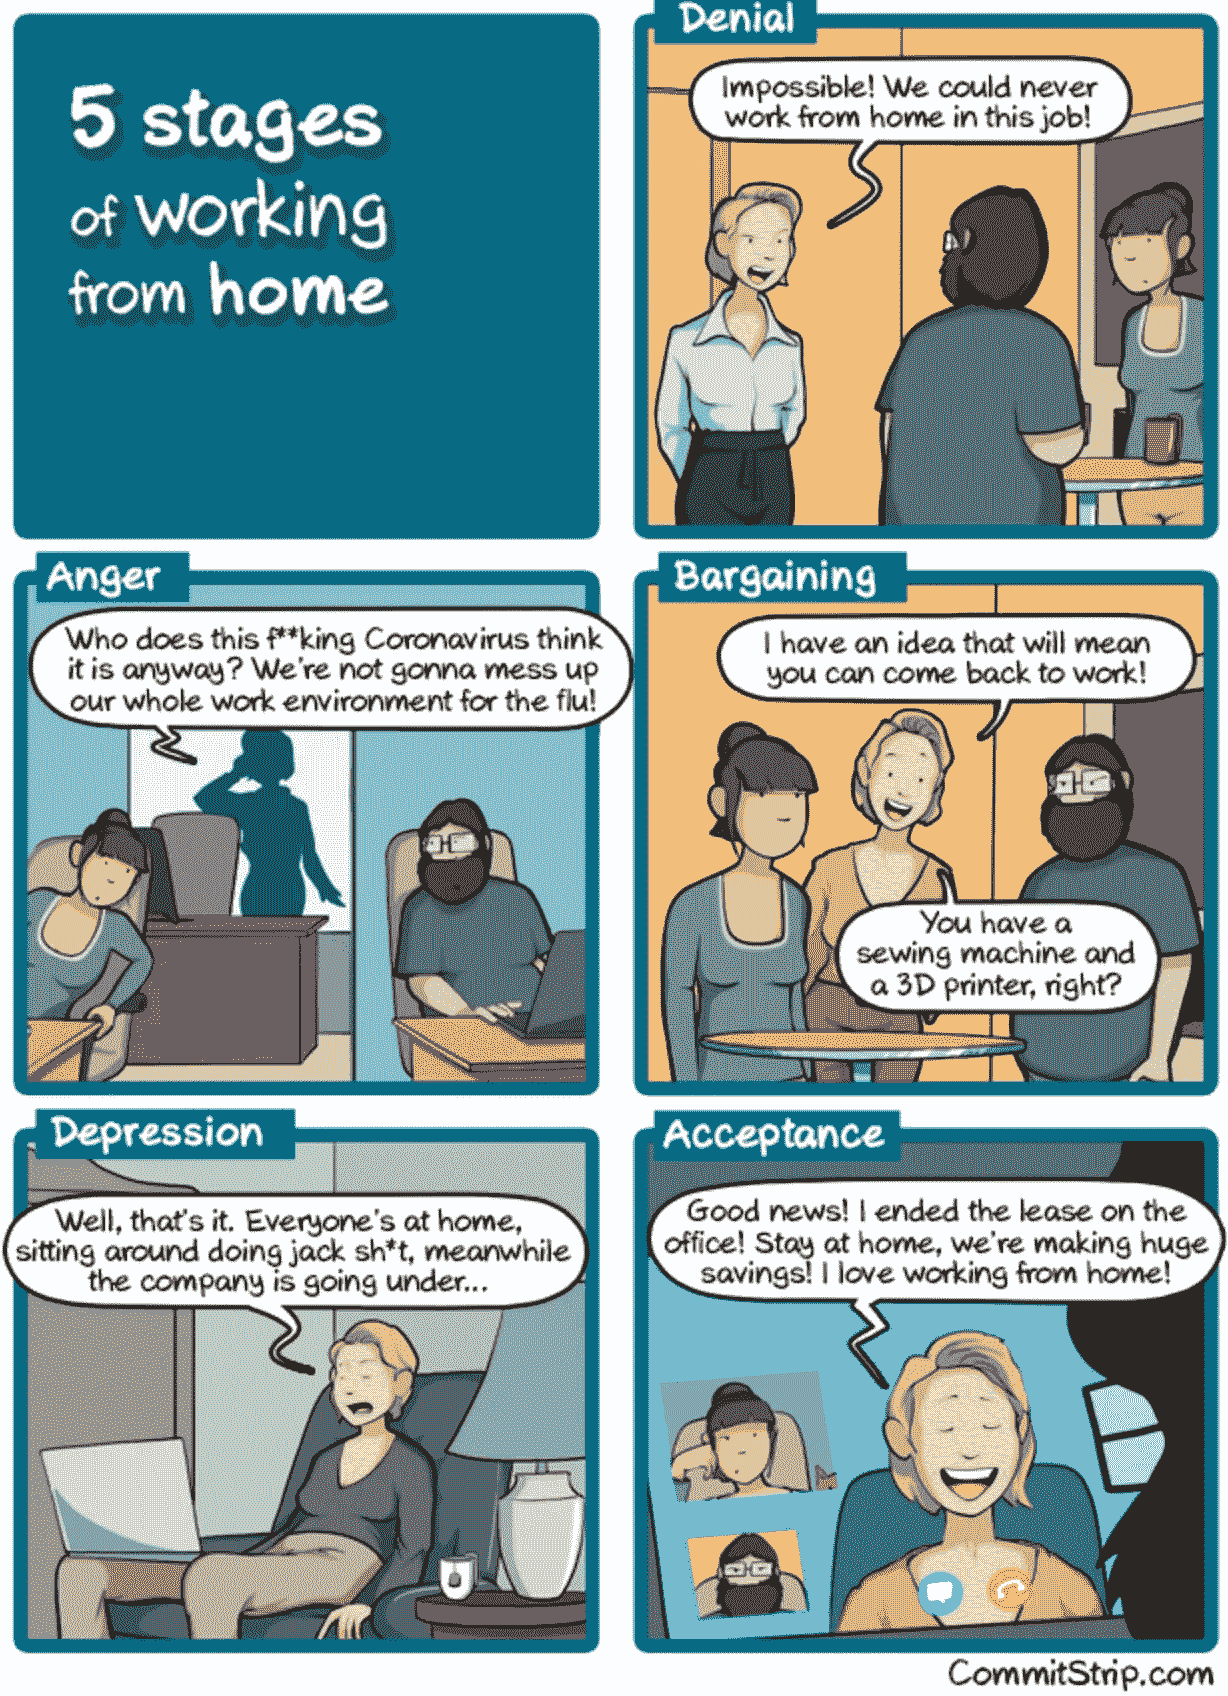 5 stages
of working
from home
Denial
Impossible! We could never
work from home in this job!
Anger
Who does this f**king Coronavirus think
it is anyway? We're not gonna mess up
our whole work environment for the flu!
Bargaining
I have an idea that will mean
you can come back to work!
You have a
sewing machine and
a 3D printer, right?
Depression
Well, that's it. Everyone's at home,
sitting around doing jack sh*t, meanwhile
the company is going under...
Acceptance
Good news! I ended the lease on the
office! Stay at home, we're making huge
savings! I love working from home!
CommitStrip.com